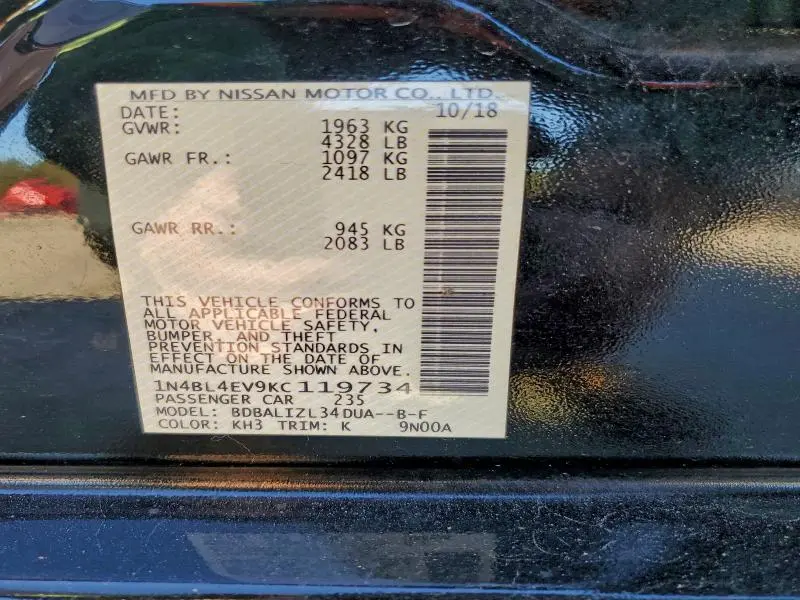 MFD BY NISSAN MOTOR CO., LTD.
DATE: 10/18
GVWR: 1963 KG
4328 LB
GAWR FR.: 1097 KG
2418 LB
GAWR RR.: 945 KG
2083 LB
THIS VEHICLE CONFORMS TO
ALL APPLICABLE FEDERAL
MOTOR VEHICLE SAFETY,
BUMPER, AND THEFT
PREVENTION STANDARDS IN
EFFECT ON THE DATE OF
MANUFACTURE SHOWN ABOVE.
1N4BL4EV9KC119734
PASSENGER CAR 235
MODEL: BDBALIZL34DUA--B-F
COLOR: KH3 TRIM: K 9N00A